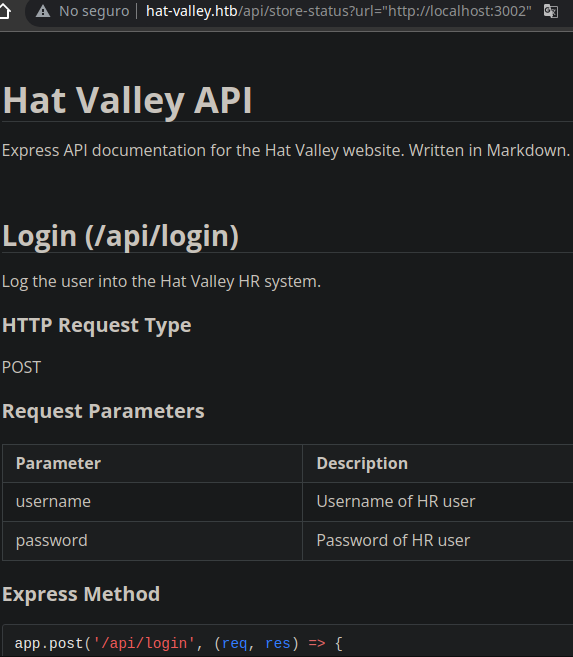 No seguro | hat-valley.htb/api/store-status?url="http://localhost:3002"
Hat Valley API
Express API documentation for the Hat Valley website. Written in Markdown.
Login (/api/login)
Log the user into the Hat Valley HR system.
HTTP Request Type
POST
Request Parameters
Parameter Description
username Username of HR user
password Password of HR user
Express Method
app.post('/api/login', (req, res) => {